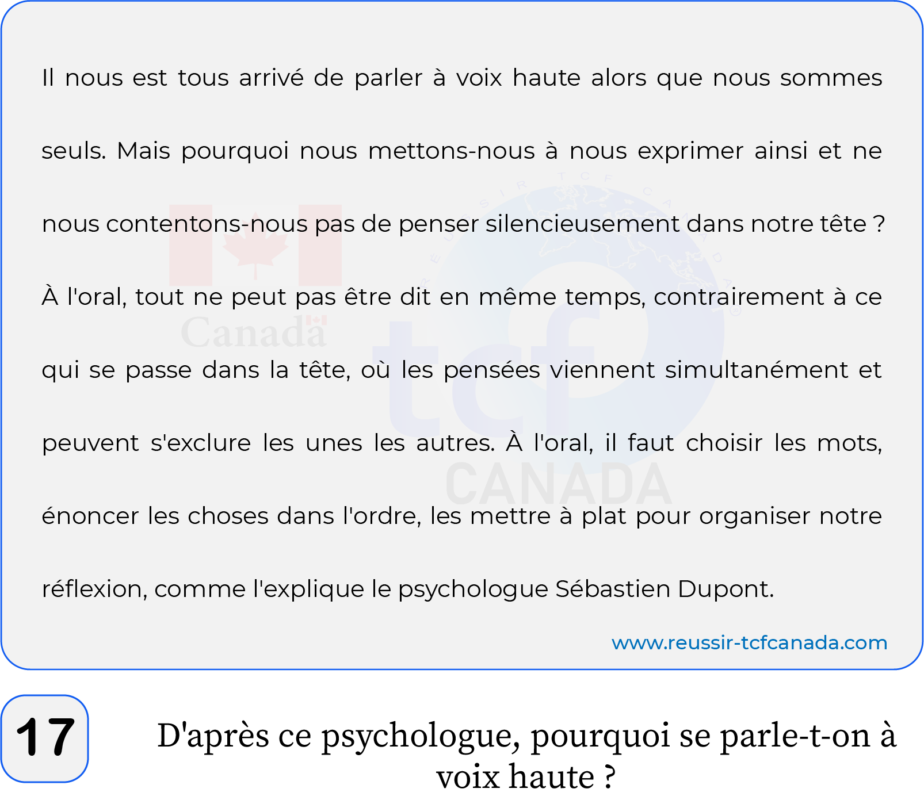 Il nous est tous arrivé de parler à voix haute alors que nous sommes
seuls. Mais pourquoi nous mettons-nous à nous exprimer ainsi et ne
nous contentons-nous pas de penser silencieusement dans notre tête ?
À l'oral, tout ne peut pas être dit en même temps, contrairement à ce
qui se passe dans la tête, où les pensées viennent simultanément et
peuvent s'exclure les unes les autres. À l'oral, il faut choisir les mots,
énoncer les choses dans l'ordre, les mettre à plat pour organiser notre
réflexion, comme l'explique le psychologue Sébastien Dupont.
Canada
tcf
CANADA
www.reussir-tcfcanada.com
17
D'après ce psychologue, pourquoi se parle-t-on à
voix haute ?